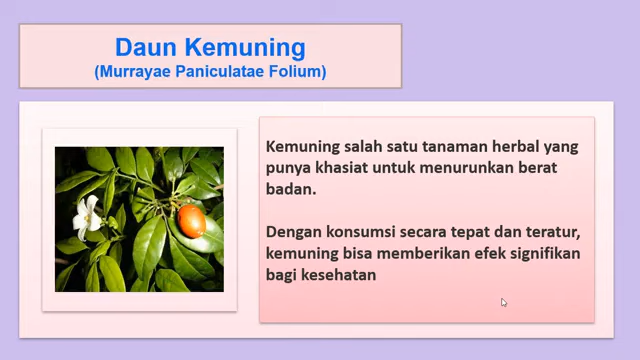 Daun Kemuning
(Murrayae Paniculatae Folium)
Kemuning salah satu tanaman herbal yang
punya khasiat untuk menurunkan berat
badan.
Dengan konsumsi secara tepat dan teratur,
kemuning bisa memberikan efek signifikan
bagi kesehatan